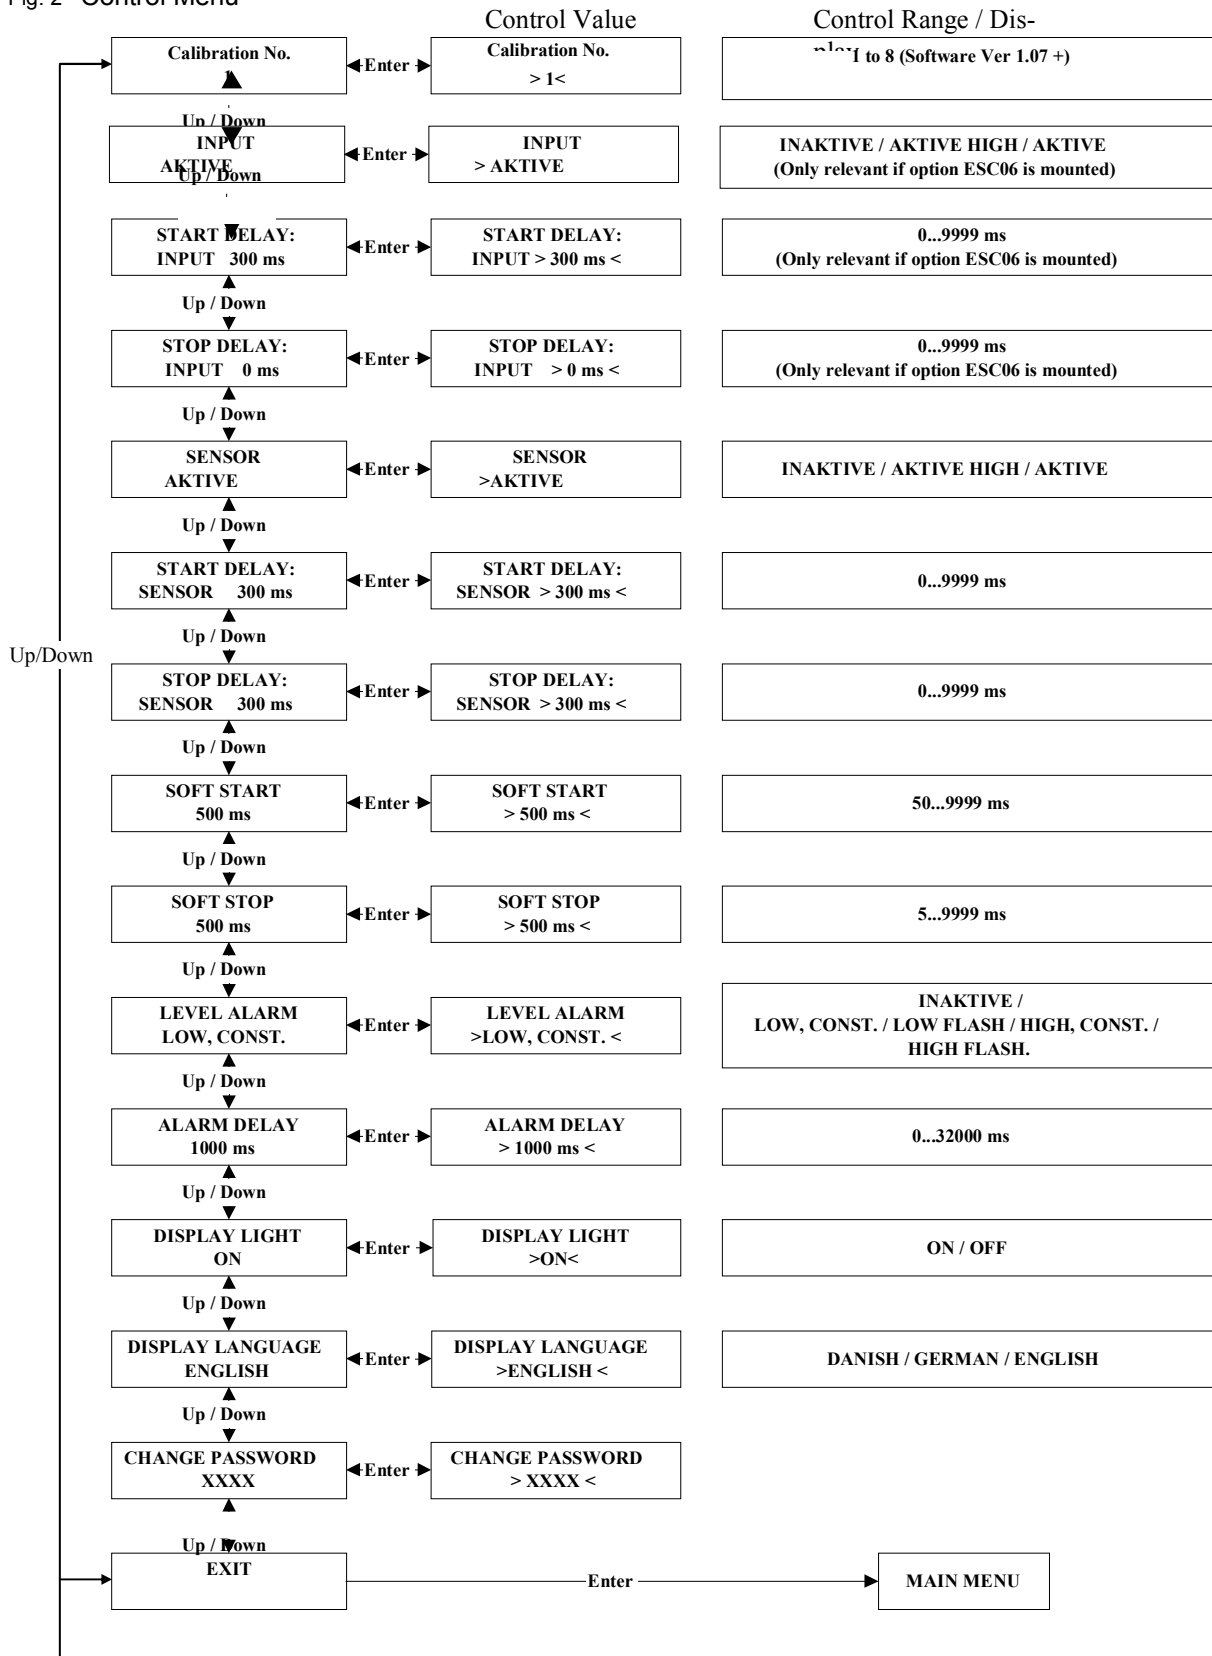 Fig. 2 Control Menu
Control Value
Control Range / Dis-
play
Calibration No.
1
Enter
Calibration No.
> 1<
1 to 8 (Software Ver 1.07 +)
Up / Down
INPUT
AKTIVE
Enter
INPUT
> AKTIVE
INAKTIVE / AKTIVE HIGH / AKTIVE
(Only relevant if option ESC06 is mounted)
Up / Down
START DELAY:
INPUT 300 ms
Enter
START DELAY:
INPUT > 300 ms <
0...9999 ms
(Only relevant if option ESC06 is mounted)
Up / Down
STOP DELAY:
INPUT 0 ms
Enter
STOP DELAY:
INPUT > 0 ms <
0...9999 ms
(Only relevant if option ESC06 is mounted)
Up / Down
SENSOR
AKTIVE
Enter
SENSOR
>AKTIVE
INAKTIVE / AKTIVE HIGH / AKTIVE
Up / Down
START DELAY:
SENSOR 300 ms
Enter
START DELAY:
SENSOR > 300 ms <
0...9999 ms
Up / Down
Up/Down
STOP DELAY:
SENSOR 300 ms
Enter
STOP DELAY:
SENSOR > 300 ms <
0...9999 ms
Up / Down
SOFT START
500 ms
Enter
SOFT START
> 500 ms <
50...9999 ms
Up / Down
SOFT STOP
500 ms
Enter
SOFT STOP
> 500 ms <
5...9999 ms
Up / Down
LEVEL ALARM
LOW, CONST.
Enter
LEVEL ALARM
>LOW, CONST. <
INAKTIVE /
LOW, CONST. / LOW FLASH / HIGH, CONST. /
HIGH FLASH.
Up / Down
ALARM DELAY
1000 ms
Enter
ALARM DELAY
> 1000 ms <
0...32000 ms
Up / Down
DISPLAY LIGHT
ON
Enter
DISPLAY LIGHT
>ON<
ON / OFF
Up / Down
DISPLAY LANGUAGE
ENGLISH
Enter
DISPLAY LANGUAGE
>ENGLISH <
DANISH / GERMAN / ENGLISH
Up / Down
CHANGE PASSWORD
XXXX
Enter
CHANGE PASSWORD
> XXXX <
Up / Down
EXIT
Enter
MAIN MENU